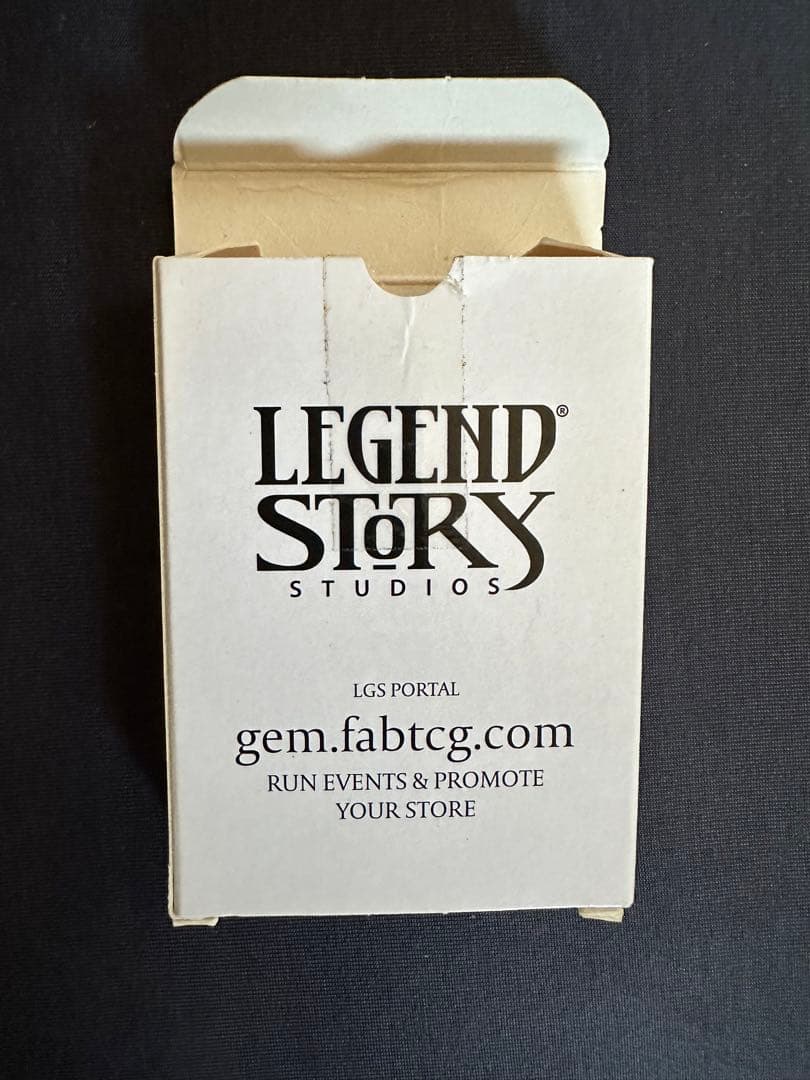 LEGEND®
STORY
STUDIOS
LGS PORTAL
gem.fabtcg.com
RUN EVENTS & PROMOTE
YOUR STORE